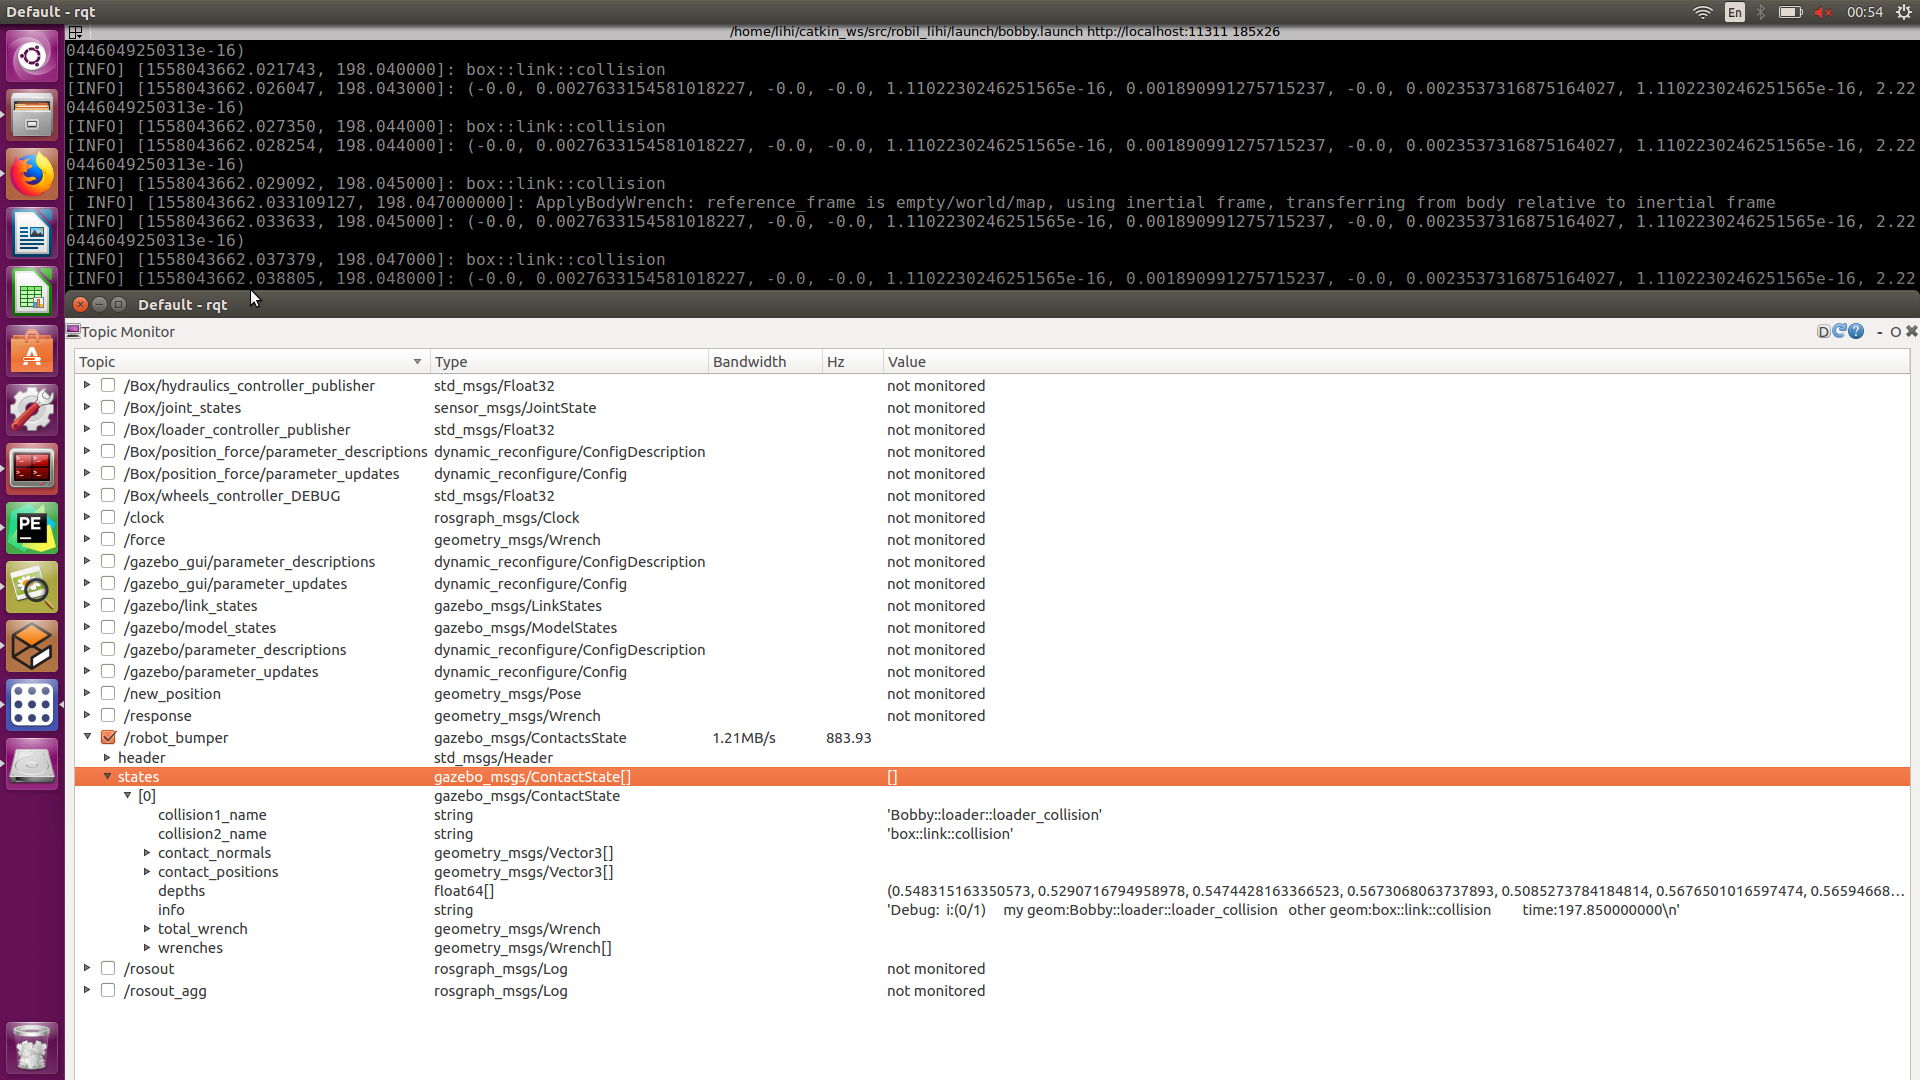 Default - rqt
En
00:54
/home/lihi/catkin_ws/src/robil_lihi/launch/bobby.launch http://localhost:11311 185x26
0446049250313e-16)
[INFO] [1558043662.021743, 198.040000]: box::link::collision
[INFO] [1558043662.026047, 198.043000]: (-0.0, 0.0027633154581018227, -0.0, -0.0, 1.1102230246251565e-16, 0.001890991275715237, -0.0, 0.0023537316875164027, 1.1102230246251565e-16, 2.22
0446049250313e-16)
[INFO] [1558043662.027350, 198.044000]: box::link::collision
[INFO] [1558043662.028254, 198.044000]: (-0.0, 0.0027633154581018227, -0.0, -0.0, 1.1102230246251565e-16, 0.001890991275715237, -0.0, 0.0023537316875164027, 1.1102230246251565e-16, 2.22
0446049250313e-16)
[INFO] [1558043662.029092, 198.045000]: box::link::collision
[ INFO] [1558043662.033109127, 198.047000000]: ApplyBodyWrench: reference_frame is empty/world/map, using inertial frame, transferring from body relative to inertial frame
[INFO] [1558043662.033633, 198.045000]: (-0.0, 0.0027633154581018227, -0.0, -0.0, 1.1102230246251565e-16, 0.001890991275715237, -0.0, 0.0023537316875164027, 1.1102230246251565e-16, 2.22
0446049250313e-16)
[INFO] [1558043662.037379, 198.047000]: box::link::collision
[INFO] [1558043662.038805, 198.048000]: (-0.0, 0.0027633154581018227, -0.0, -0.0, 1.1102230246251565e-16, 0.001890991275715237, -0.0, 0.0023537316875164027, 1.1102230246251565e-16, 2.22
Default - rqt
Topic Monitor D ? - O
Topic Type Bandwidth Hz Value
/Box/hydraulics_controller_publisher std_msgs/Float32 not monitored
/Box/joint_states sensor_msgs/JointState not monitored
/Box/loader_controller_publisher std_msgs/Float32 not monitored
/Box/position_force/parameter_descriptions dynamic_reconfigure/ConfigDescription not monitored
/Box/position_force/parameter_updates dynamic_reconfigure/Config not monitored
/Box/wheels_controller_DEBUG std_msgs/Float32 not monitored
/clock rosgraph_msgs/Clock not monitored
/force geometry_msgs/Wrench not monitored
/gazebo_gui/parameter_descriptions dynamic_reconfigure/ConfigDescription not monitored
/gazebo_gui/parameter_updates dynamic_reconfigure/Config not monitored
/gazebo/link_states gazebo_msgs/LinkStates not monitored
/gazebo/model_states gazebo_msgs/ModelStates not monitored
/gazebo/parameter_descriptions dynamic_reconfigure/ConfigDescription not monitored
/gazebo/parameter_updates dynamic_reconfigure/Config not monitored
/new_position geometry_msgs/Pose not monitored
/response geometry_msgs/Wrench not monitored
/robot_bumper gazebo_msgs/ContactsState 1.21MB/s 883.93
header std_msgs/Header
states gazebo_msgs/ContactState[] []
[0] gazebo_msgs/ContactState
collision1_name string 'Bobby::loader::loader_collision'
collision2_name string 'box::link::collision'
contact_normals geometry_msgs/Vector3[]
contact_positions geometry_msgs/Vector3[]
depths float64[] (0.548315163350573, 0.5290716794958978, 0.5474428163366523, 0.5673068063737893, 0.5085273784184814, 0.5676501016597474, 0.56594668...
info string 'Debug: i:(0/1) my geom:Bobby::loader::loader_collision other geom:box::link::collision time:197.850000000\n'
total_wrench geometry_msgs/Wrench
wrenches geometry_msgs/Wrench[]
/rosout rosgraph_msgs/Log not monitored
/rosout_agg rosgraph_msgs/Log not monitored
PE